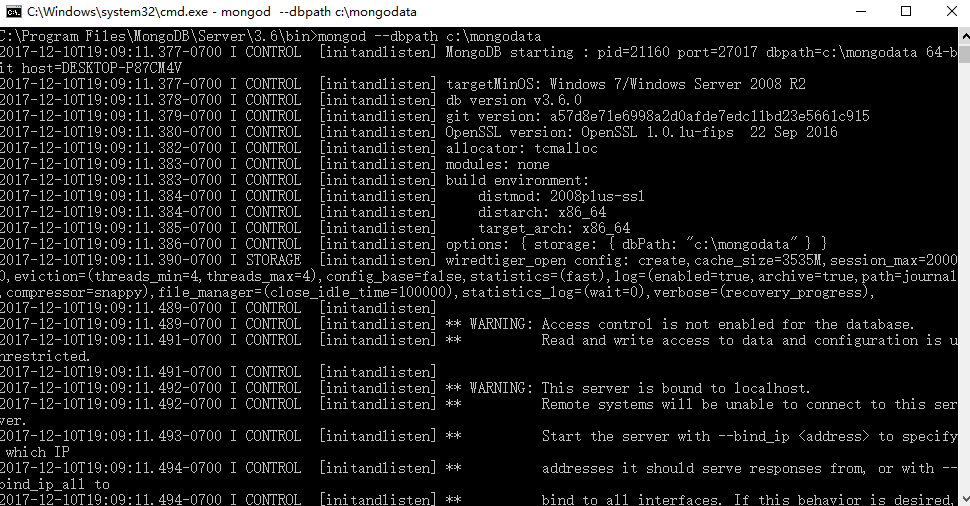 C:\Windows\system32\cmd.exe - mongod  --dbpath c:\mongodata
C:\Program Files\MongoDB\Server\3.6\bin>mongod --dbpath c:\mongodata
2017-12-10T19:09:11.377-0700 I CONTROL  [initandlisten] MongoDB starting : pid=21160 port=27017 dbpath=c:\mongodata 64-b
it host=DESKTOP-P87CM4V
2017-12-10T19:09:11.377-0700 I CONTROL  [initandlisten] targetMinOS: Windows 7/Windows Server 2008 R2
2017-12-10T19:09:11.378-0700 I CONTROL  [initandlisten] db version v3.6.0
2017-12-10T19:09:11.379-0700 I CONTROL  [initandlisten] git version: a57d8e71e6998a2d0afde7edc11bd23e5661c915
2017-12-10T19:09:11.380-0700 I CONTROL  [initandlisten] OpenSSL version: OpenSSL 1.0.1u-fips  22 Sep 2016
2017-12-10T19:09:11.382-0700 I CONTROL  [initandlisten] allocator: tcmalloc
2017-12-10T19:09:11.383-0700 I CONTROL  [initandlisten] modules: none
2017-12-10T19:09:11.383-0700 I CONTROL  [initandlisten] build environment:
2017-12-10T19:09:11.384-0700 I CONTROL  [initandlisten]     distmod: 2008plus-ssl
2017-12-10T19:09:11.384-0700 I CONTROL  [initandlisten]     distarch: x86_64
2017-12-10T19:09:11.385-0700 I CONTROL  [initandlisten]     target_arch: x86_64
2017-12-10T19:09:11.386-0700 I CONTROL  [initandlisten] options: { storage: { dbPath: "c:\mongodata" } }
2017-12-10T19:09:11.390-0700 I STORAGE  [initandlisten] wiredtiger_open config: create,cache_size=3535M,session_max=2000
0,eviction=(threads_min=4,threads_max=4),config_base=false,statistics=(fast),log=(enabled=true,archive=true,path=journal
,compressor=snappy),file_manager=(close_idle_time=100000),statistics_log=(wait=0),verbose=(recovery_progress),
2017-12-10T19:09:11.489-0700 I CONTROL  [initandlisten]
2017-12-10T19:09:11.489-0700 I CONTROL  [initandlisten] ** WARNING: Access control is not enabled for the database.
2017-12-10T19:09:11.491-0700 I CONTROL  [initandlisten] **          Read and write access to data and configuration is u
nrestricted.
2017-12-10T19:09:11.491-0700 I CONTROL  [initandlisten]
2017-12-10T19:09:11.492-0700 I CONTROL  [initandlisten] ** WARNING: This server is bound to localhost.
2017-12-10T19:09:11.492-0700 I CONTROL  [initandlisten] **          Remote systems will be unable to connect to this ser
ver.
2017-12-10T19:09:11.493-0700 I CONTROL  [initandlisten] **          Start the server with --bind_ip <address> to specify
 which IP
2017-12-10T19:09:11.494-0700 I CONTROL  [initandlisten] **          addresses it should serve responses from, or with --
bind_ip_all to
2017-12-10T19:09:11.494-0700 I CONTROL  [initandlisten] **          bind to all interfaces. If this behavior is desired,